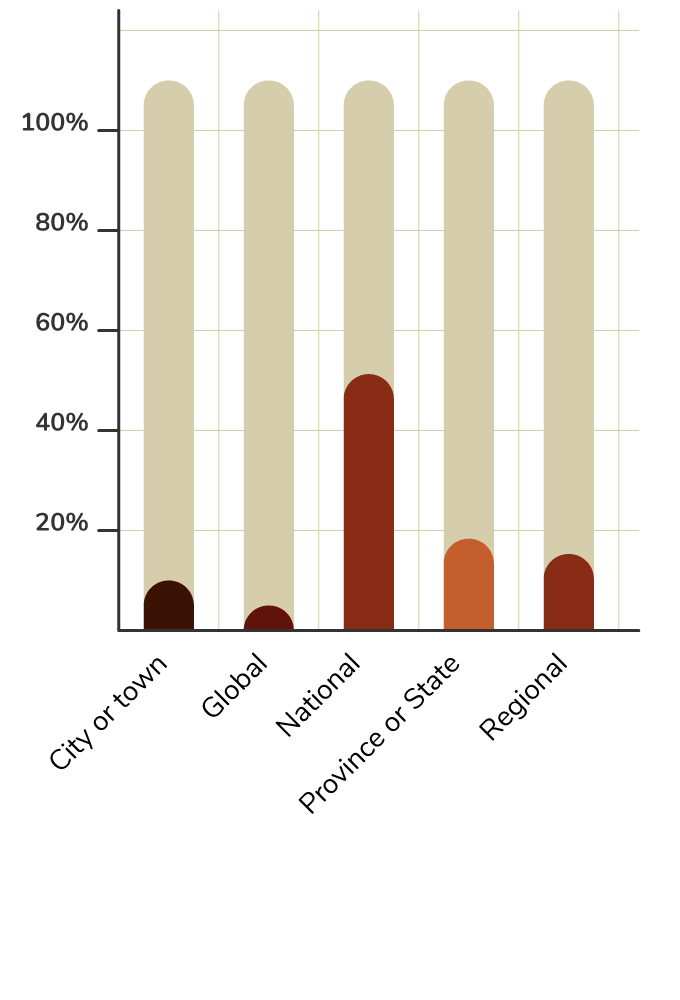 100%
80%
60%
40%
20%
City or town
Global
National
Province or State
Regional